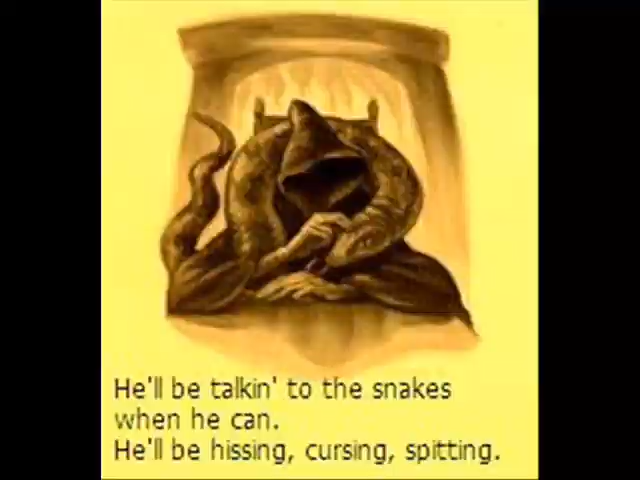 He'll be talkin' to the snakes
when he can.
He'll be hissing, cursing, spitting.